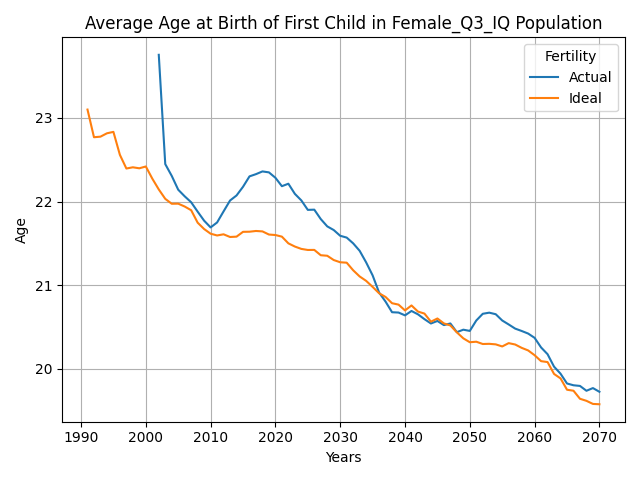 Average Age at Birth of First Child in Female_Q3_IQ Population
Fertility
Actual
Ideal
Age
23
22
21
20
1990 2000 2010 2020 2030 2040 2050 2060 2070
Years